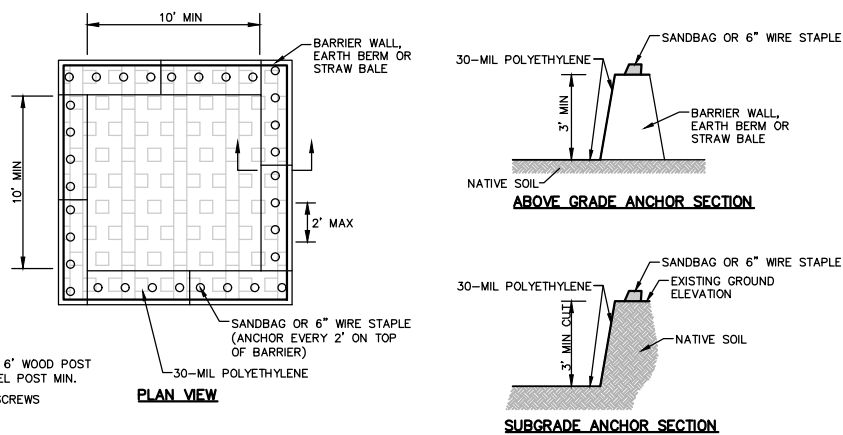 10' MIN
BARRIER WALL,
EARTH BERM OR
STRAW BALE
10' MIN
2' MAX
SANDBAG OR 6" WIRE STAPLE
(ANCHOR EVERY 2' ON TOP
OF BARRIER)
30-MIL POLYETHYLENE
6' WOOD POST
EL POST MIN.
SCREWS
PLAN VIEW
SANDBAG OR 6" WIRE STAPLE
30-MIL POLYETHYLENE
3' MIN
BARRIER WALL,
EARTH BERM OR
STRAW BALE
NATIVE SOIL
ABOVE GRADE ANCHOR SECTION
SANDBAG OR 6" WIRE STAPLE
30-MIL POLYETHYLENE
EXISTING GROUND
ELEVATION
3' MIN CUT
NATIVE SOIL
SUBGRADE ANCHOR SECTION